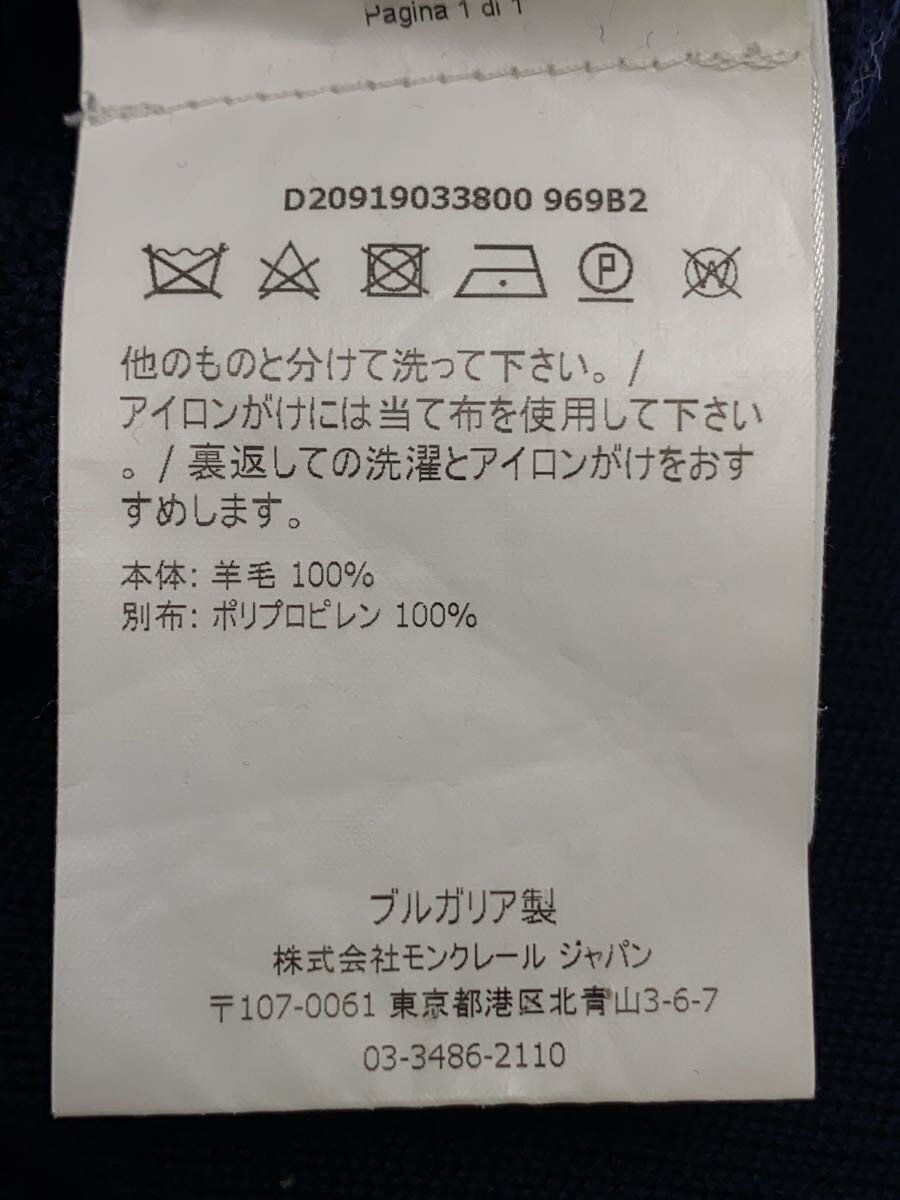 Pagina 1 di 1
D20919033800 969B2
P
W
他のものと分けて洗って下さい。/
アイロンがけには当て布を使用して下さい
。/ 裏返しての洗濯とアイロンがけをおす
すめします。
本体: 羊毛 100%
別布: ポリプロピレン 100%
ブルガリア製
株式会社モンクレール ジャパン
〒107-0061 東京都港区北青山3-6-7
03-3486-2110